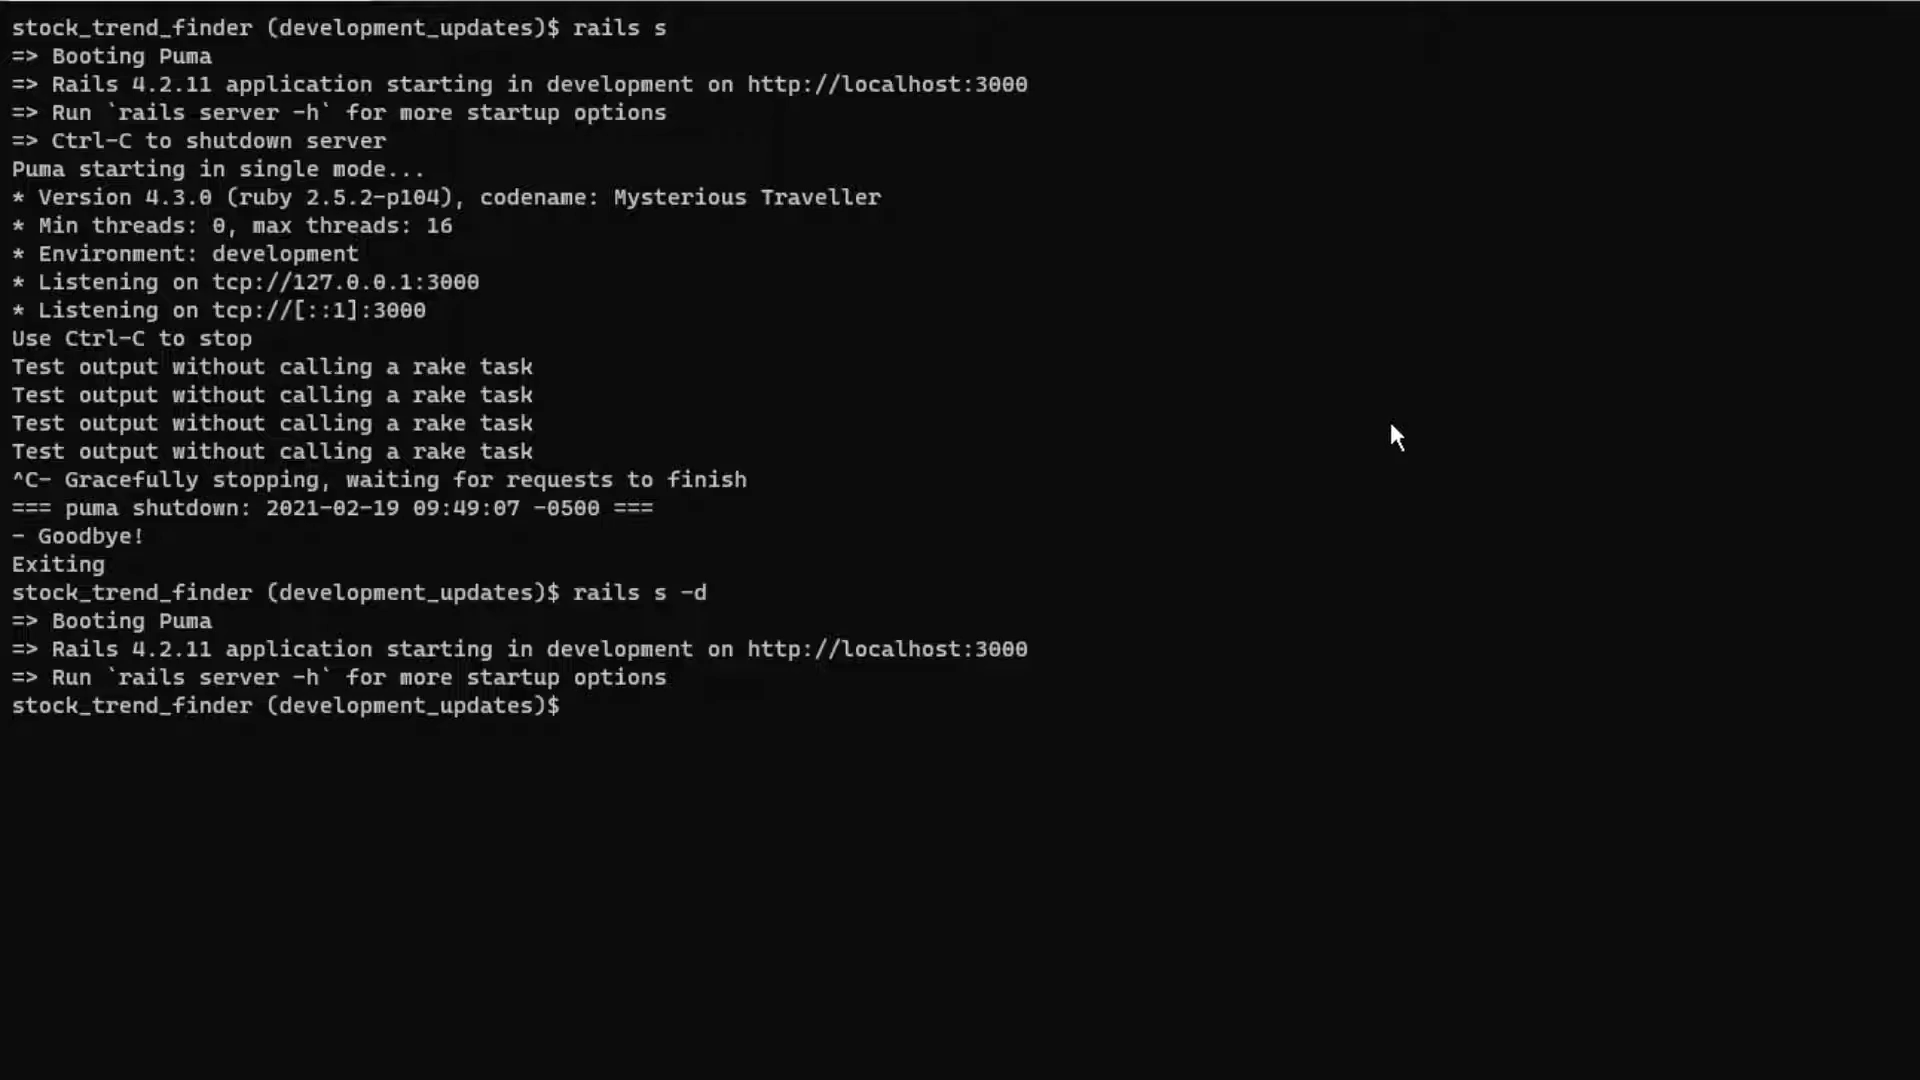 stock_trend_finder (development_updates)$ rails s
=> Booting Puma
=> Rails 4.2.11 application starting in development on http://localhost:3000
=> Run `rails server -h` for more startup options
=> Ctrl-C to shutdown server
Puma starting in single mode...
* Version 4.3.0 (ruby 2.5.2-p104), codename: Mysterious Traveller
* Min threads: 0, max threads: 16
* Environment: development
* Listening on tcp://127.0.0.1:3000
* Listening on tcp://[::1]:3000
Use Ctrl-C to stop
Test output without calling a rake task
Test output without calling a rake task
Test output without calling a rake task
Test output without calling a rake task
^C- Gracefully stopping, waiting for requests to finish
=== puma shutdown: 2021-02-19 09:49:07 -0500 ===
- Goodbye!
Exiting
stock_trend_finder (development_updates)$ rails s -d
=> Booting Puma
=> Rails 4.2.11 application starting in development on http://localhost:3000
=> Run `rails server -h` for more startup options
stock_trend_finder (development_updates)$